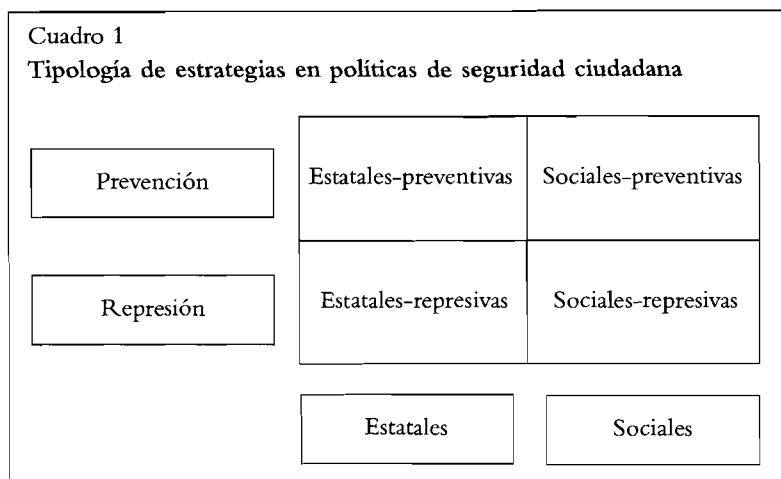 Cuadro 1
Tipología de estrategias en políticas de seguridad ciudadana
Prevención
Estatales-preventivas
Sociales-preventivas
Represión
Estatales-represivas
Sociales-represivas
Estatales
Sociales